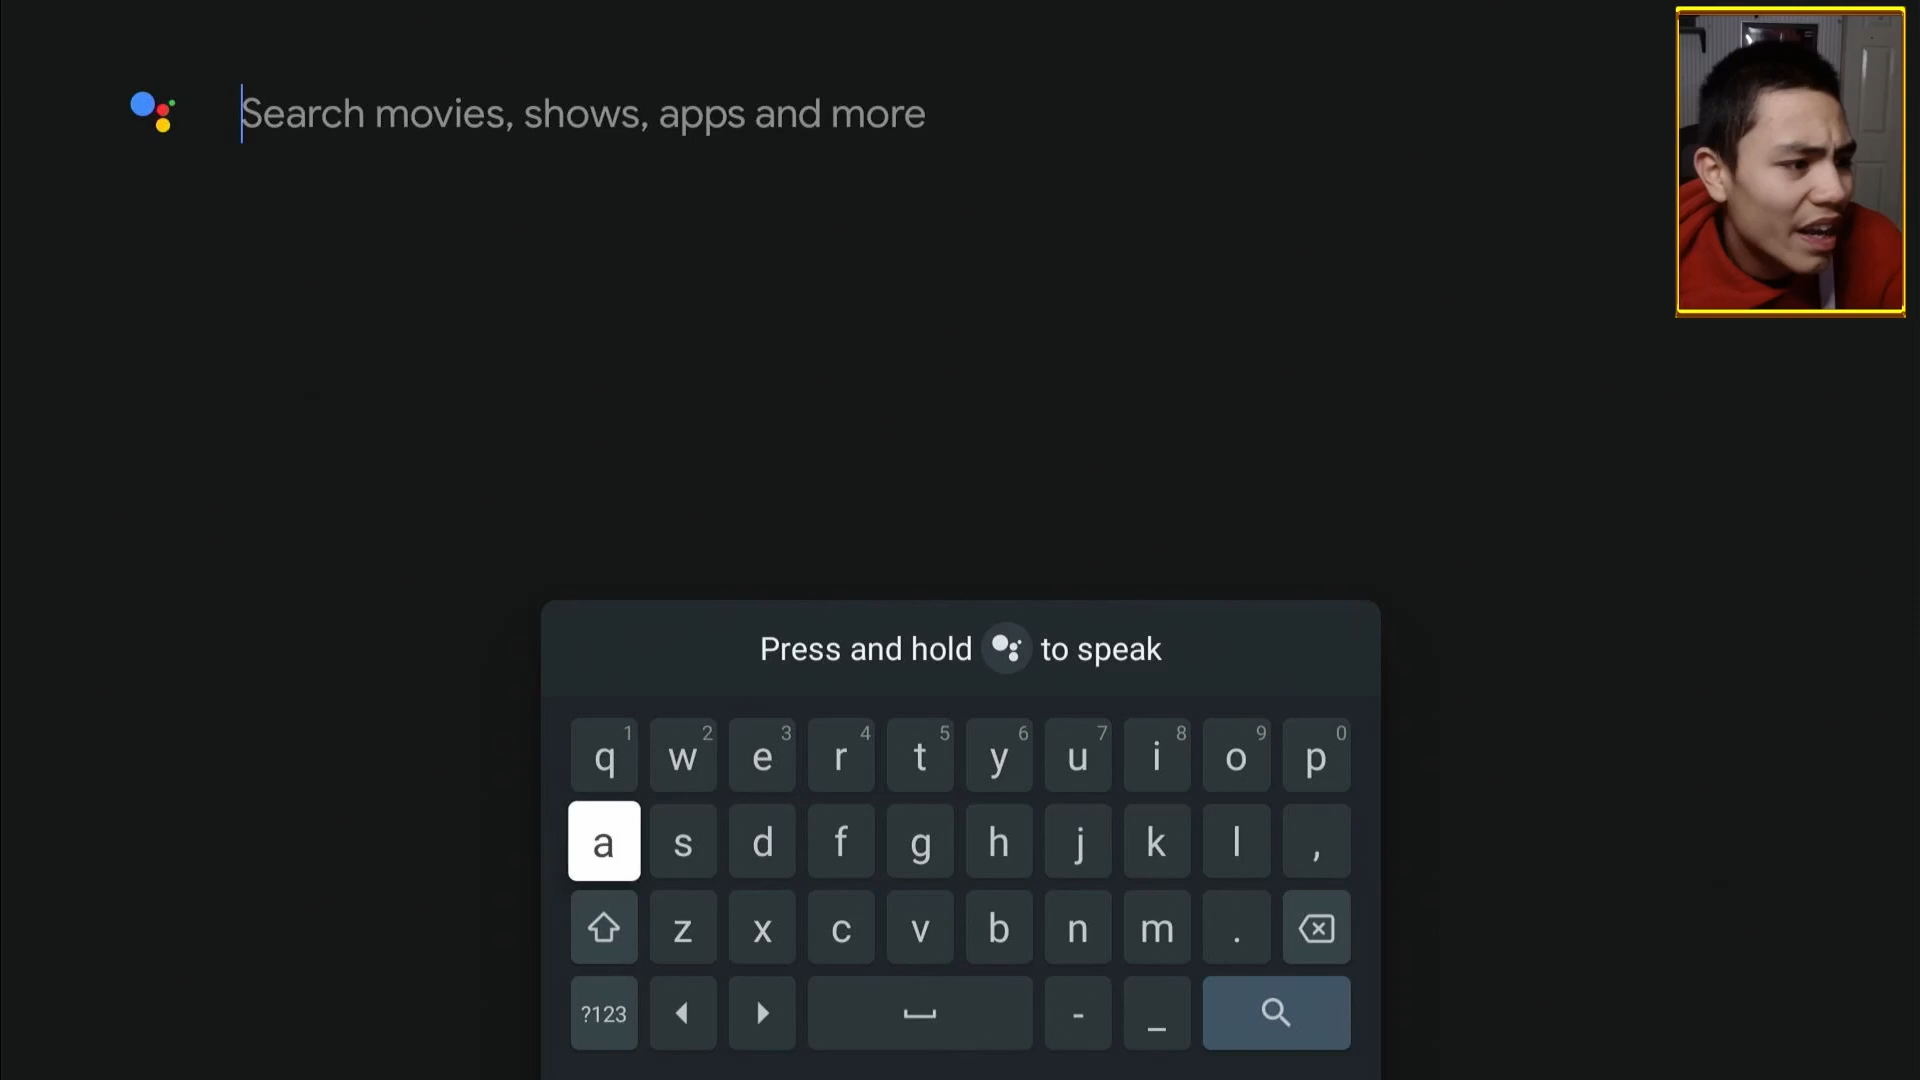 Search movies, shows, apps and more
Press and hold to speak
q 1 w 2 e 3 r 4 t 5 y 6 u 7 i 8 o 9 p 0
a s d f g h j k l ,
z x c v b n m .
?123 - _